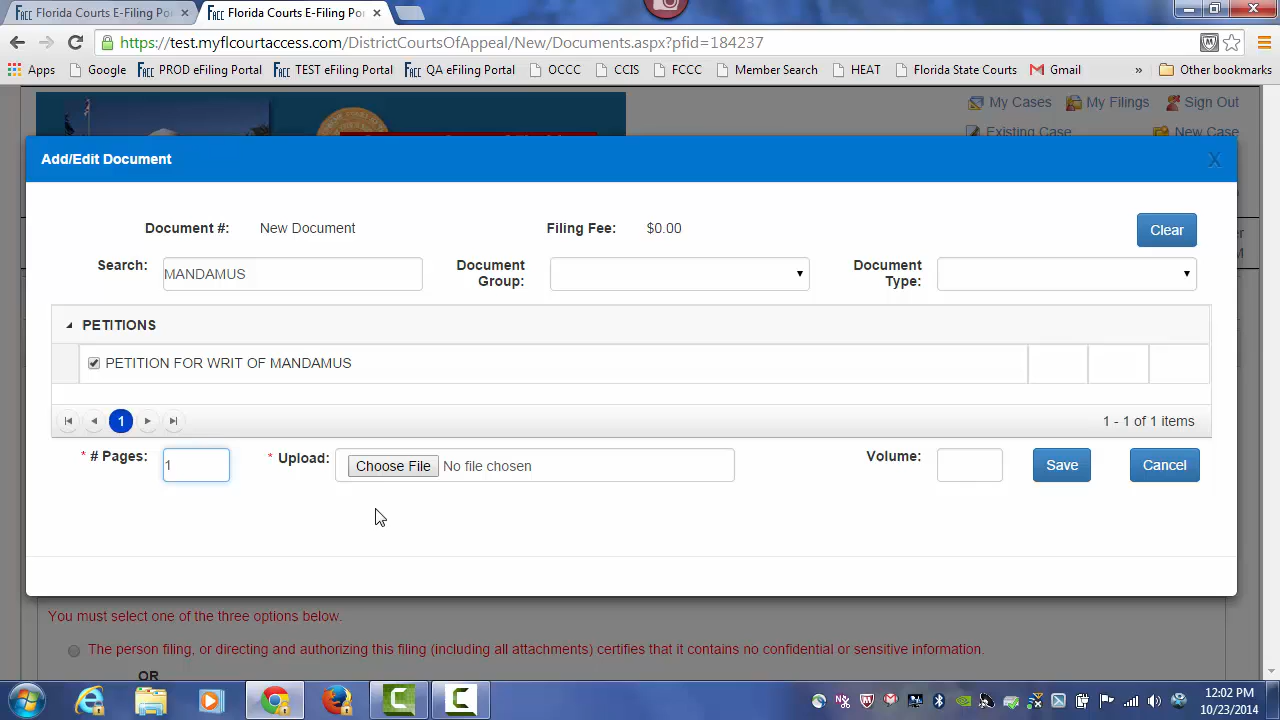 FACC Florida Courts E-Filing Po × FACC Florida Courts E-Filing Po ×
https://test.myflcourtaccess.com/DistrictCourtsOfAppeal/New/Documents.aspx?pfid=184237
Apps Google FACC PROD eFiling Portal FACC TEST eFiling Portal FACC QA eFiling Portal OCCC CCIS FCCC Member Search HEAT Florida State Courts Gmail » Other bookmarks
My Cases My Filings Sign Out
Existing Case New Case
Add/Edit Document X
Document #: New Document Filing Fee: $0.00 Clear
Search: MANDAMUS Document Group: Document Type:
PETITIONS
PETITION FOR WRIT OF MANDAMUS
1 1 - 1 of 1 items
* # Pages: 1 * Upload: Choose File No file chosen Volume: Save Cancel
You must select one of the three options below.
The person filing, or directing and authorizing this filing (including all attachments) certifies that it contains no confidential or sensitive information.
OR
12:02 PM
10/23/2014